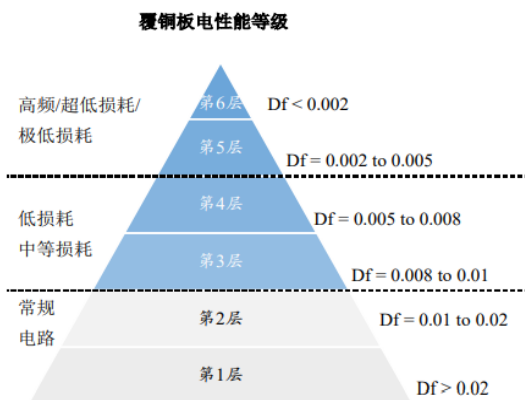 覆铜板电性能等级
高频/超低损耗/
极低损耗
第6层
Df < 0.002
第5层
Df = 0.002 to 0.005
低损耗
中等损耗
第4层
Df = 0.005 to 0.008
第3层
Df = 0.008 to 0.01
常规
电路
第2层
Df = 0.01 to 0.02
第1层
Df > 0.02